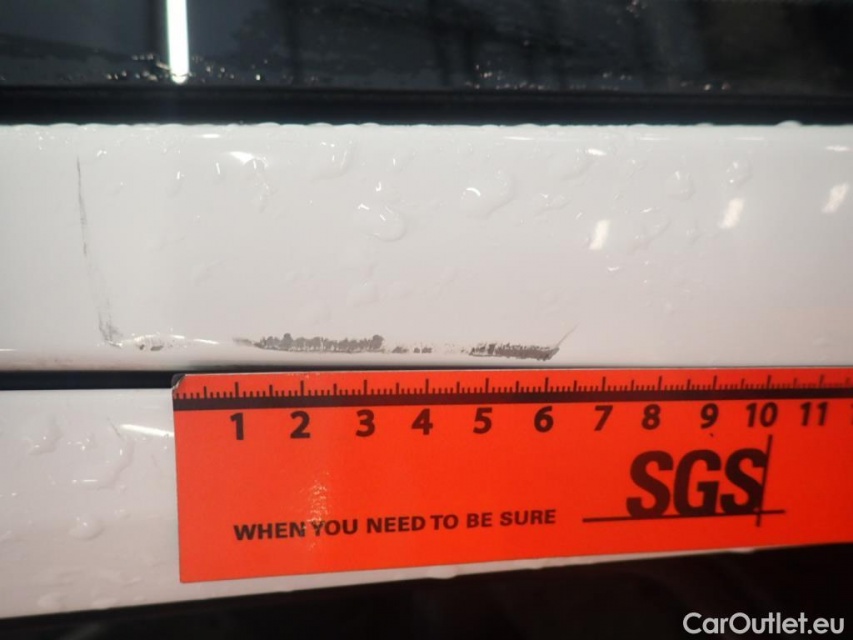 1 2 3 4 5 6 7 8 9 10 11
SGS
WHEN YOU NEED TO BE SURE
CarOutlet.eu